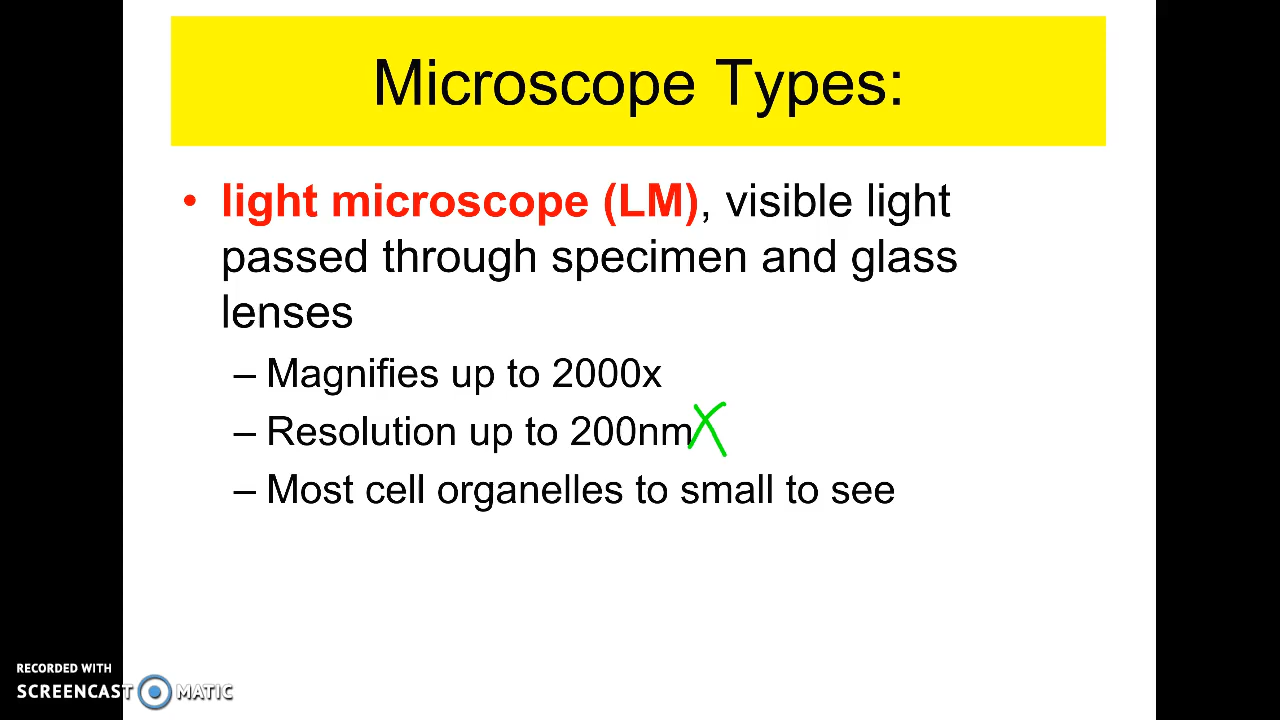 Microscope Types:
• light microscope (LM), visible light
passed through specimen and glass
lenses
– Magnifies up to 2000x
– Resolution up to 200nm X
– Most cell organelles to small to see
RECORDED WITH
SCREENCAST MATIC